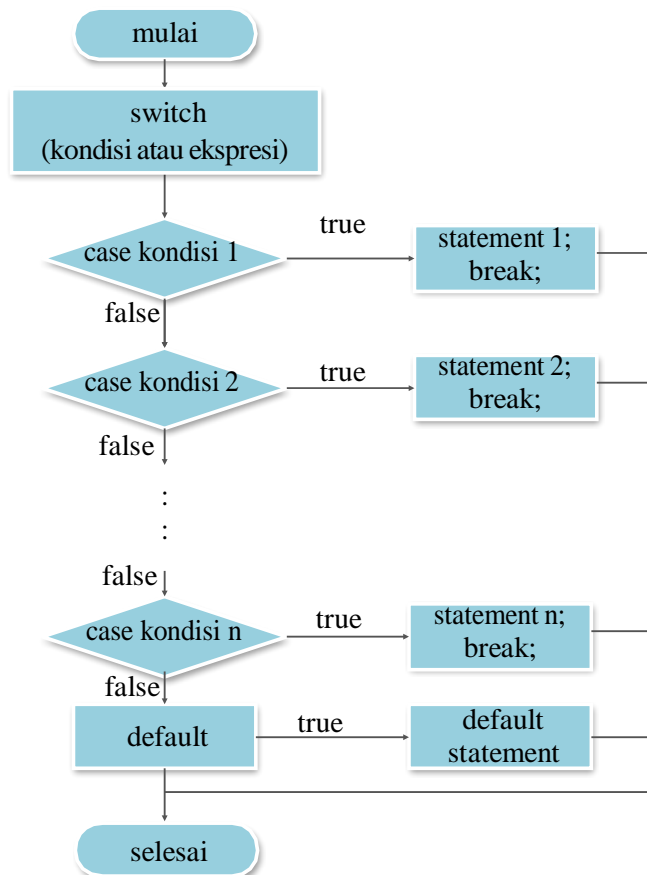 mulai
switch
(kondisi atau ekspresi)
case kondisi 1
true
statement 1;
break;
false
case kondisi 2
true
statement 2;
break;
false
:
:
false
case kondisi n
true
statement n;
break;
false
default
true
default
statement
selesai